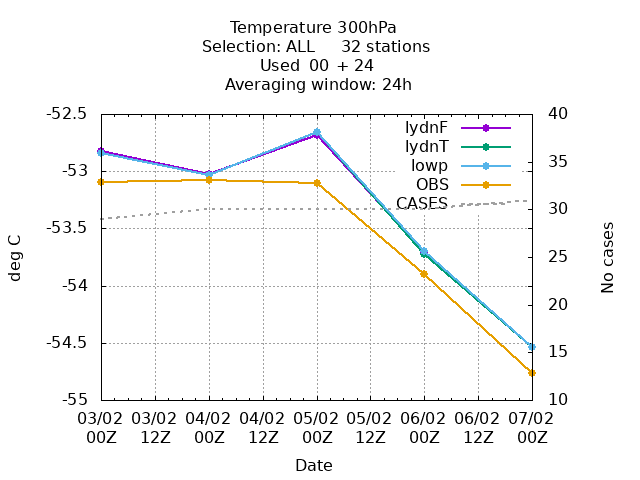 Temperature 300hPa
Selection: ALL 32 stations
Used 00 + 24
Averaging window: 24h
-52.5
-53
-53.5
-54
-54.5
-55
40
35
30
25
20
15
10
lydnF
lydnT
lowp
OBS
CASES
deg C
No cases
03/02 03/02 04/02 04/02 05/02 05/02 06/02 06/02 07/02
00Z 12Z 00Z 12Z 00Z 12Z 00Z 12Z 00Z
Date